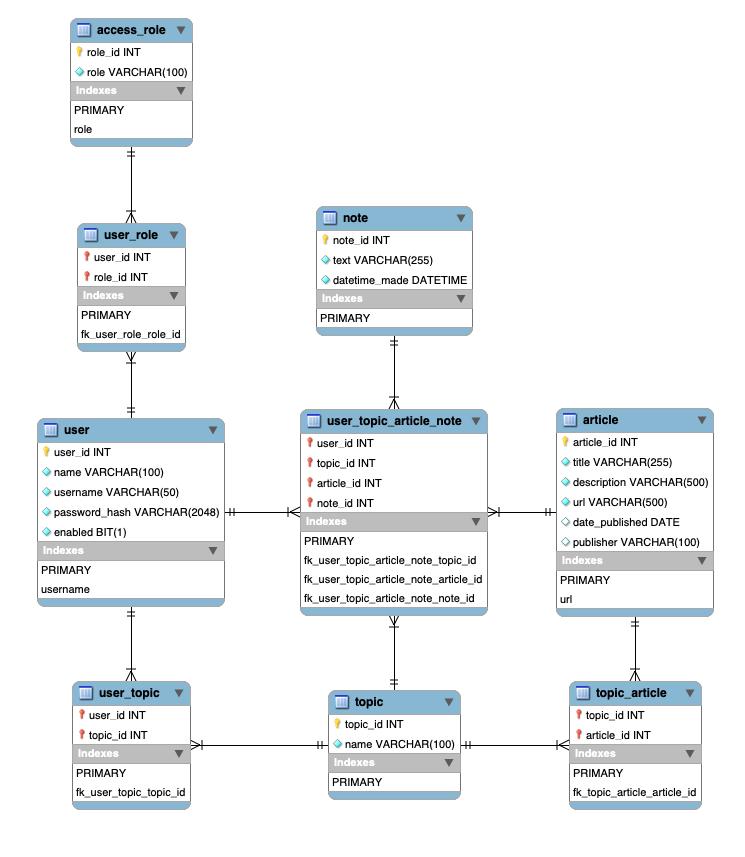 access_role
role_id INT
role VARCHAR(100)
Indexes
PRIMARY
role
user_role
user_id INT
role_id INT
Indexes
PRIMARY
fk_user_role_role_id
note
note_id INT
text VARCHAR(255)
datetime_made DATETIME
Indexes
PRIMARY
user
user_id INT
name VARCHAR(100)
username VARCHAR(50)
password_hash VARCHAR(2048)
enabled BIT(1)
Indexes
PRIMARY
username
user_topic_article_note
user_id INT
topic_id INT
article_id INT
note_id INT
Indexes
PRIMARY
fk_user_topic_article_note_topic_id
fk_user_topic_article_note_article_id
fk_user_topic_article_note_note_id
article
article_id INT
title VARCHAR(255)
description VARCHAR(500)
url VARCHAR(500)
date_published DATE
publisher VARCHAR(100)
Indexes
PRIMARY
url
user_topic
user_id INT
topic_id INT
Indexes
PRIMARY
fk_user_topic_topic_id
topic
topic_id INT
name VARCHAR(100)
Indexes
PRIMARY
topic_article
topic_id INT
article_id INT
Indexes
PRIMARY
fk_topic_article_article_id